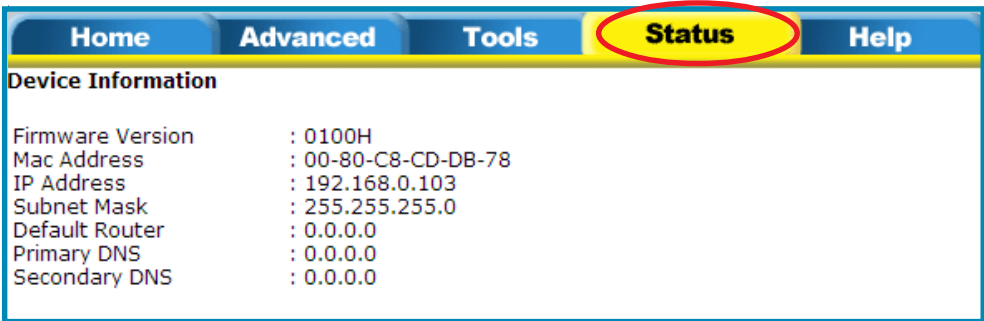 Home Advanced Tools Status Help
Device Information
Firmware Version : 0100H
Mac Address : 00-80-C8-CD-DB-78
IP Address : 192.168.0.103
Subnet Mask : 255.255.255.0
Default Router : 0.0.0.0
Primary DNS : 0.0.0.0
Secondary DNS : 0.0.0.0